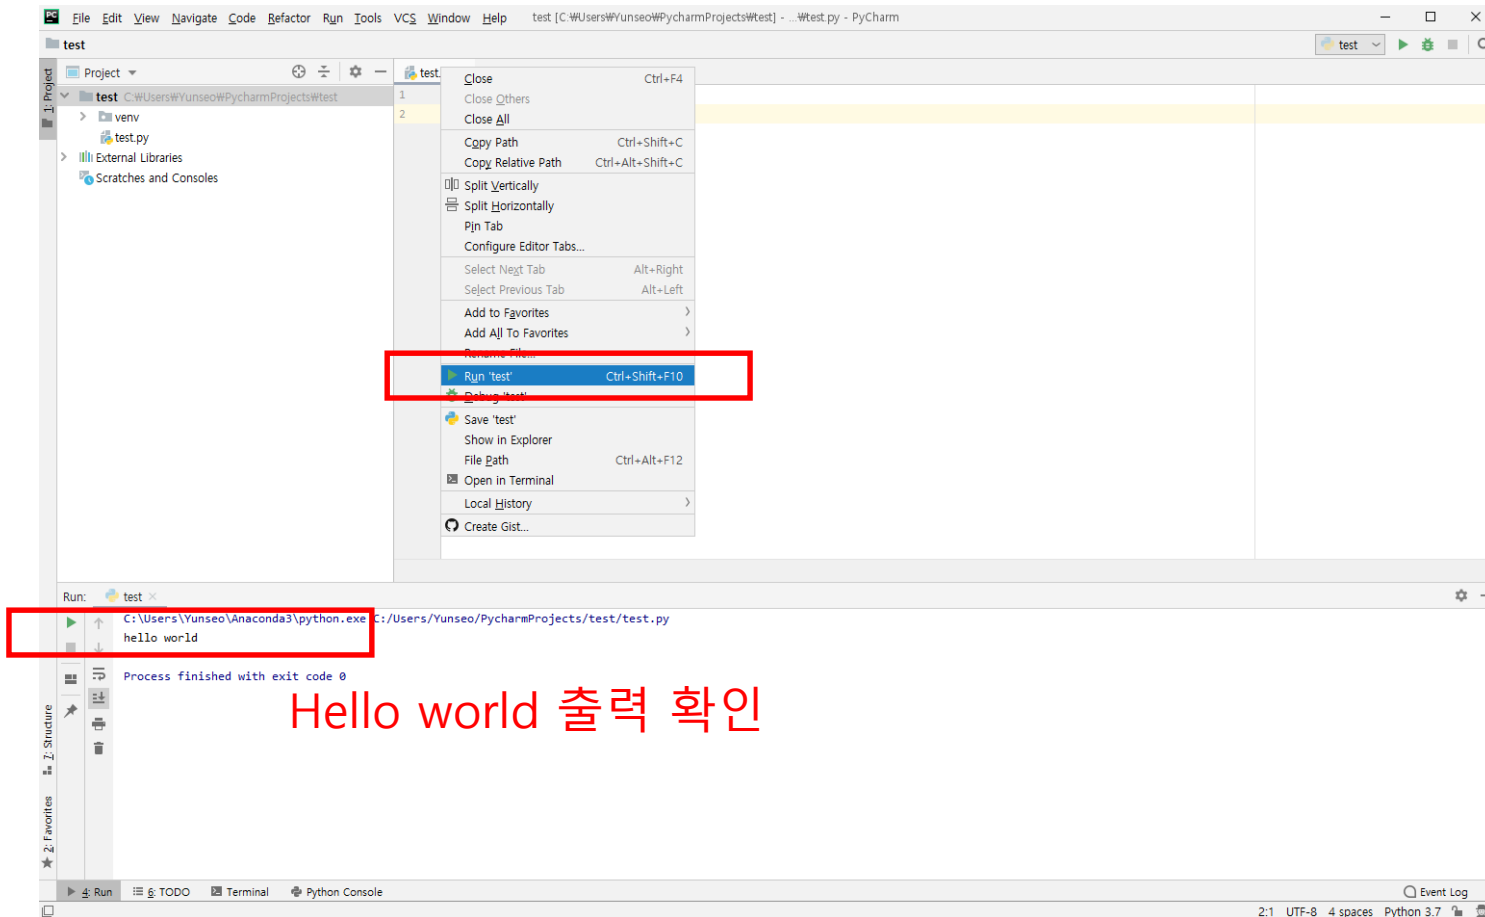 File Edit View Navigate Code Refactor Run Tools VCS Window Help test [C:₩Users₩Yunseo₩PycharmProjects₩test] - ...₩test.py - PyCharm
test
test
Project
test.
1: Project
test C:₩Users₩Yunseo₩PycharmProjects₩test
venv
test.py
External Libraries
Scratches and Consoles
1
2
Close Ctrl+F4
Close Others
Close All
Copy Path Ctrl+Shift+C
Copy Relative Path Ctrl+Alt+Shift+C
Split Vertically
Split Horizontally
Pin Tab
Configure Editor Tabs...
Select Next Tab Alt+Right
Select Previous Tab Alt+Left
Add to Favorites
Add All To Favorites
Rename File...
Run 'test' Ctrl+Shift+F10
Debug 'test'
Save 'test'
Show in Explorer
File Path Ctrl+Alt+F12
Open in Terminal
Local History
Create Gist...
Run: test
C:\Users\Yunseo\Anaconda3\python.exe C:/Users/Yunseo/PycharmProjects/test/test.py
hello world
Process finished with exit code 0
Hello world 출력 확인
7: Structure
2: Favorites
4: Run 6: TODO Terminal Python Console
Event Log
2:1 UTF-8 4 spaces Python 3.7